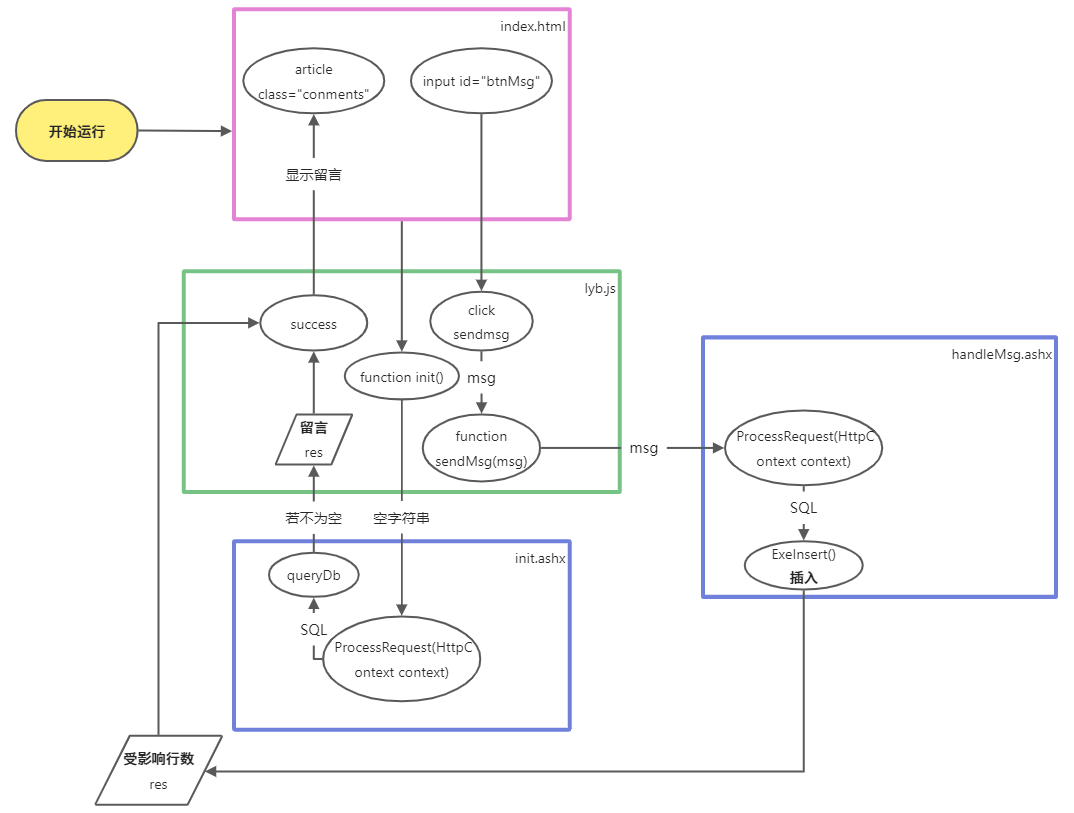 index.html
article
class="conments"
input id="btnMsg"
开始运行
显示留言
lyb.js
success
click
sendmsg
function init()
msg
留言
res
function
sendMsg(msg)
msg
handleMsg.ashx
ProcessRequest(HttpC
ontext context)
SQL
ExeInsert()
插入
若不为空
空字符串
init.ashx
queryDb
SQL
ProcessRequest(HttpC
ontext context)
受影响行数
res